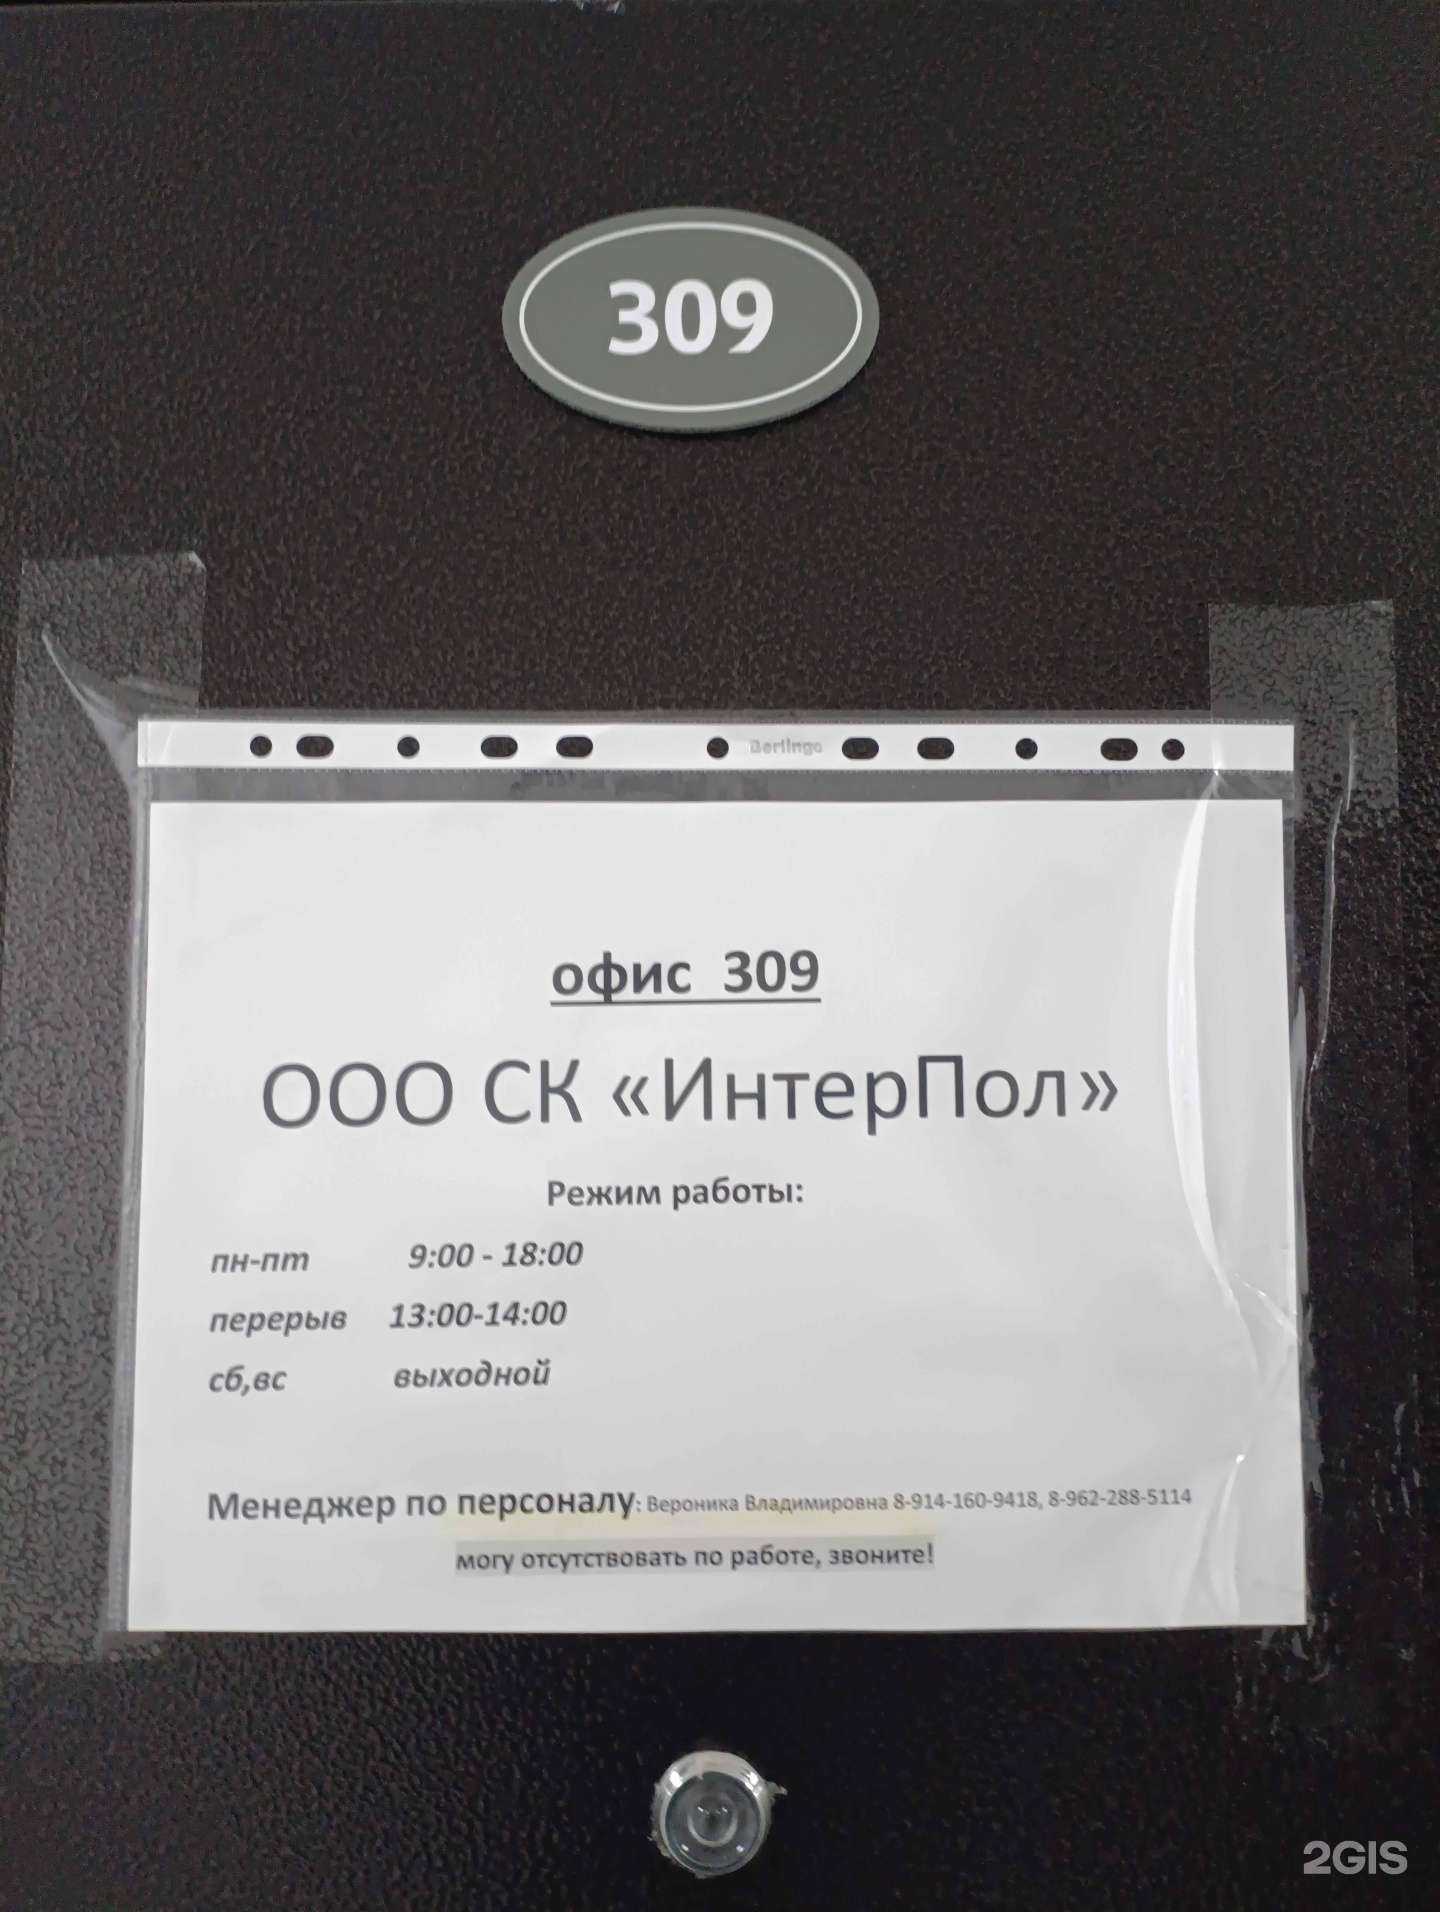 309
Berlingo
офис 309
ООО СК «ИнтерПол»
Режим работы:
пн-пт 9:00 - 18:00
перерыв 13:00-14:00
сб,вс выходной
Менеджер по персоналу: Вероника Владимировна 8-914-160-9418, 8-962-288-5114
могу отсутствовать по работе, звоните!
2GIS